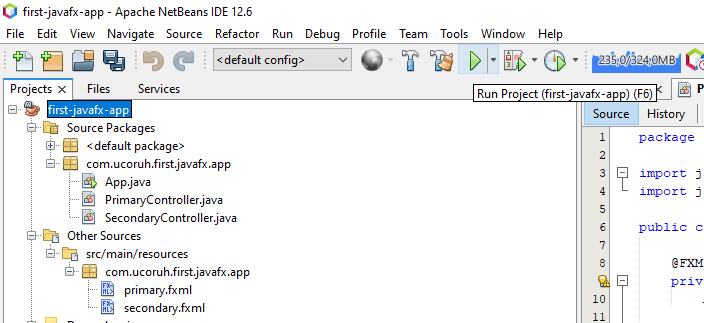 first-javafx-app - Apache NetBeans IDE 12.6
File Edit View Navigate Source Refactor Run Debug Profile Team Tools Window Help
<default config>
235,0/324,0MB
Projects Files Services
Run Project (first-javafx-app) (F6)
first-javafx-app
Source Packages
<default package>
com.ucoruh.first.javafx.app
App.java
PrimaryController.java
SecondaryController.java
Other Sources
src/main/resources
com.ucoruh.first.javafx.app
primary.fxml
secondary.fxml
Source History
1 package
2
3 import j
4 import j
5
6 public c
7
8 @FXM
priv
10